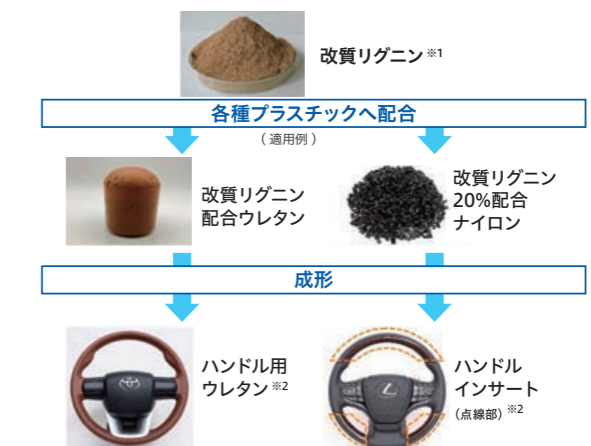 改質リグニン ※1
各種プラスチックへ配合
（適用例）
改質リグニン
配合ウレタン
改質リグニン
20%配合
ナイロン
成形
ハンドル用
ウレタン ※2
ハンドル
インサート
（点線部）※2